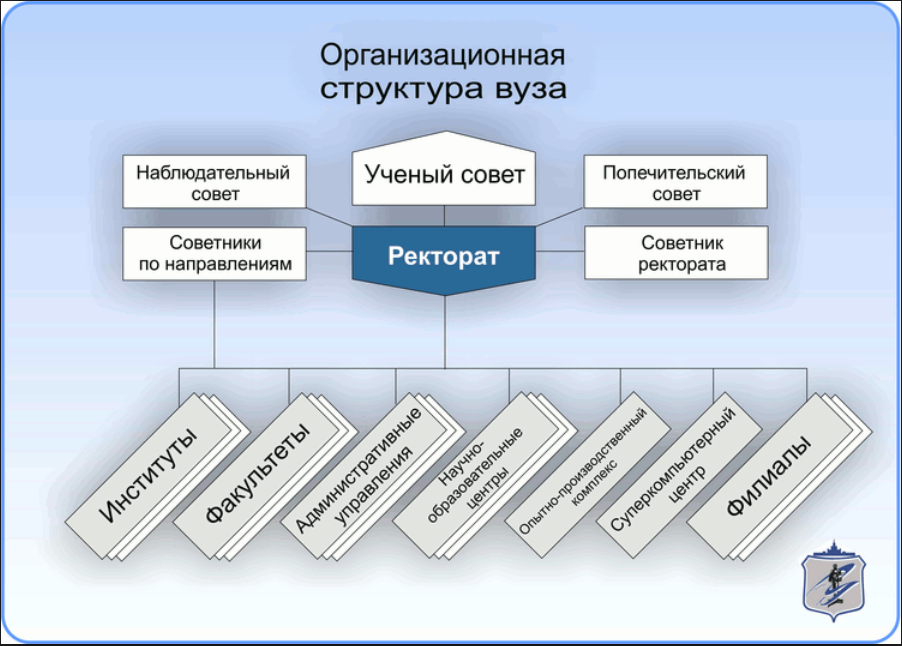 Организационная
структура вуза
Наблюдательный
совет
Ученый совет
Попечительский
совет
Советники
по направлениям
Ректорат
Советник
ректората
Институты
Факультеты
Административные
управления
Научно-
образовательные
центры
Опытно-производственный
комплекс
Суперкомпьютерный
центр
Филиалы